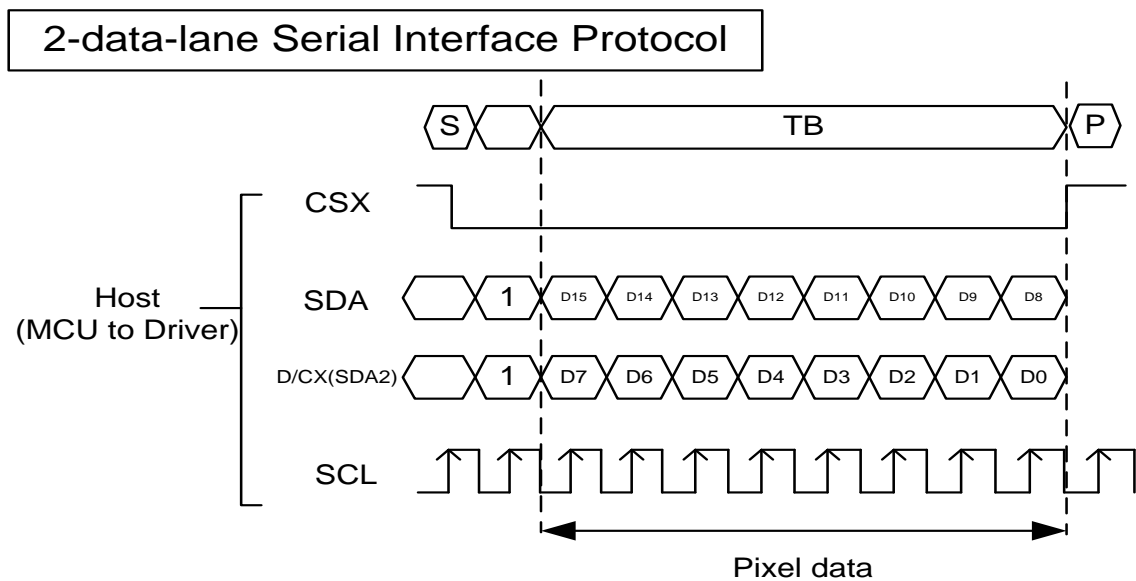 2-data-lane Serial Interface Protocol
S TB P
CSX
Host
(MCU to Driver)
SDA 1 D15 D14 D13 D12 D11 D10 D9 D8
D/CX(SDA2) 1 D7 D6 D5 D4 D3 D2 D1 D0
SCL
Pixel data